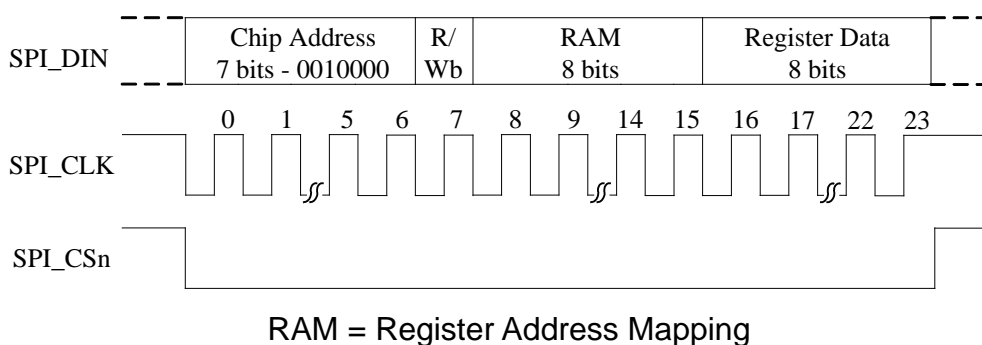 SPI_DIN
Chip Address
7 bits - 0010000
R/
Wb
RAM
8 bits
Register Data
8 bits
SPI_CLK
0 1 5 6 7 8 9 14 15 16 17 22 23
SPI_CSn
RAM = Register Address Mapping